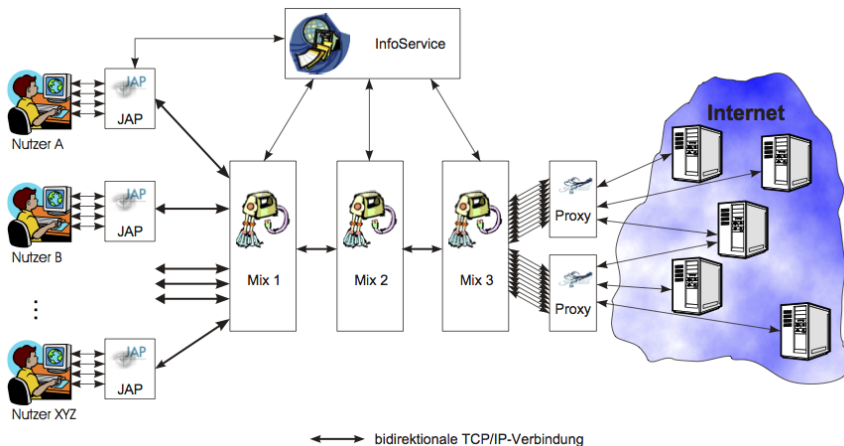 InfoService
JAP
JAP
Nutzer A
Internet
Proxy
JAP
JAP
Nutzer B
Mix 1
Mix 2
Mix 3
Proxy
JAP
JAP
Nutzer XYZ
bidirektionale TCP/IP-Verbindung